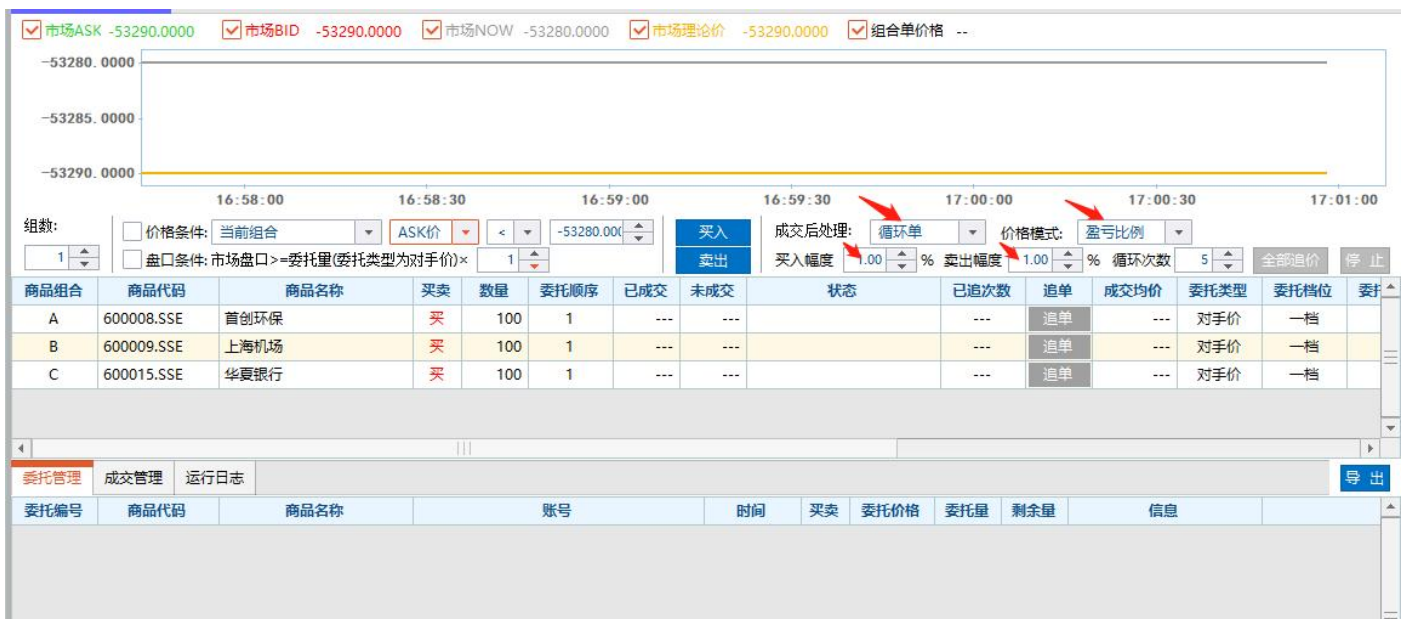 市场ASK -53290.0000 市场BID -53290.0000 市场NOW -53280.0000 市场理论价 -53290.0000 组合单价格 --
-53280.0000
-53285.0000
-53290.0000
16:58:00 16:58:30 16:59:00 16:59:30 17:00:00 17:00:30 17:01:00
组数: 价格条件: 当前组合 ASK价 < -53280.00( 买入 成交后处理: 循环单 价格模式: 盈亏比例
1 盘口条件: 市场盘口>=委托量(委托类型为对手价)× 1 卖出 买入幅度 1.00 % 卖出幅度 1.00 % 循环次数 5 全部追价 停 止
商品组合 商品代码 商品名称 买卖 数量 委托顺序 已成交 未成交 状态 已追次数 追单 成交均价 委托类型 委托档位
A 600008.SSE 首创环保 买 100 1 --- --- --- 追单 --- 对手价 一档
B 600009.SSE 上海机场 买 100 1 --- --- --- 追单 --- 对手价 一档
C 600015.SSE 华夏银行 买 100 1 --- --- --- 追单 --- 对手价 一档
委托管理 成交管理 运行日志 导 出
委托编号 商品代码 商品名称 账号 时间 买卖 委托价格 委托量 剩余量 信息